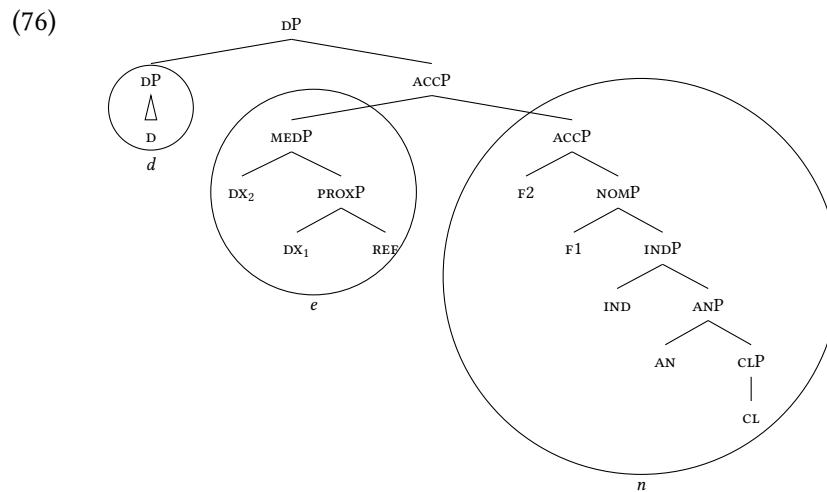 (76)
DP
DP ACCP
D MEDP ACCP
d
DX₂ PROXP F2 NOMP
DX₁ REF F1 INDP
e IND ANP
AN CLP
CL
n